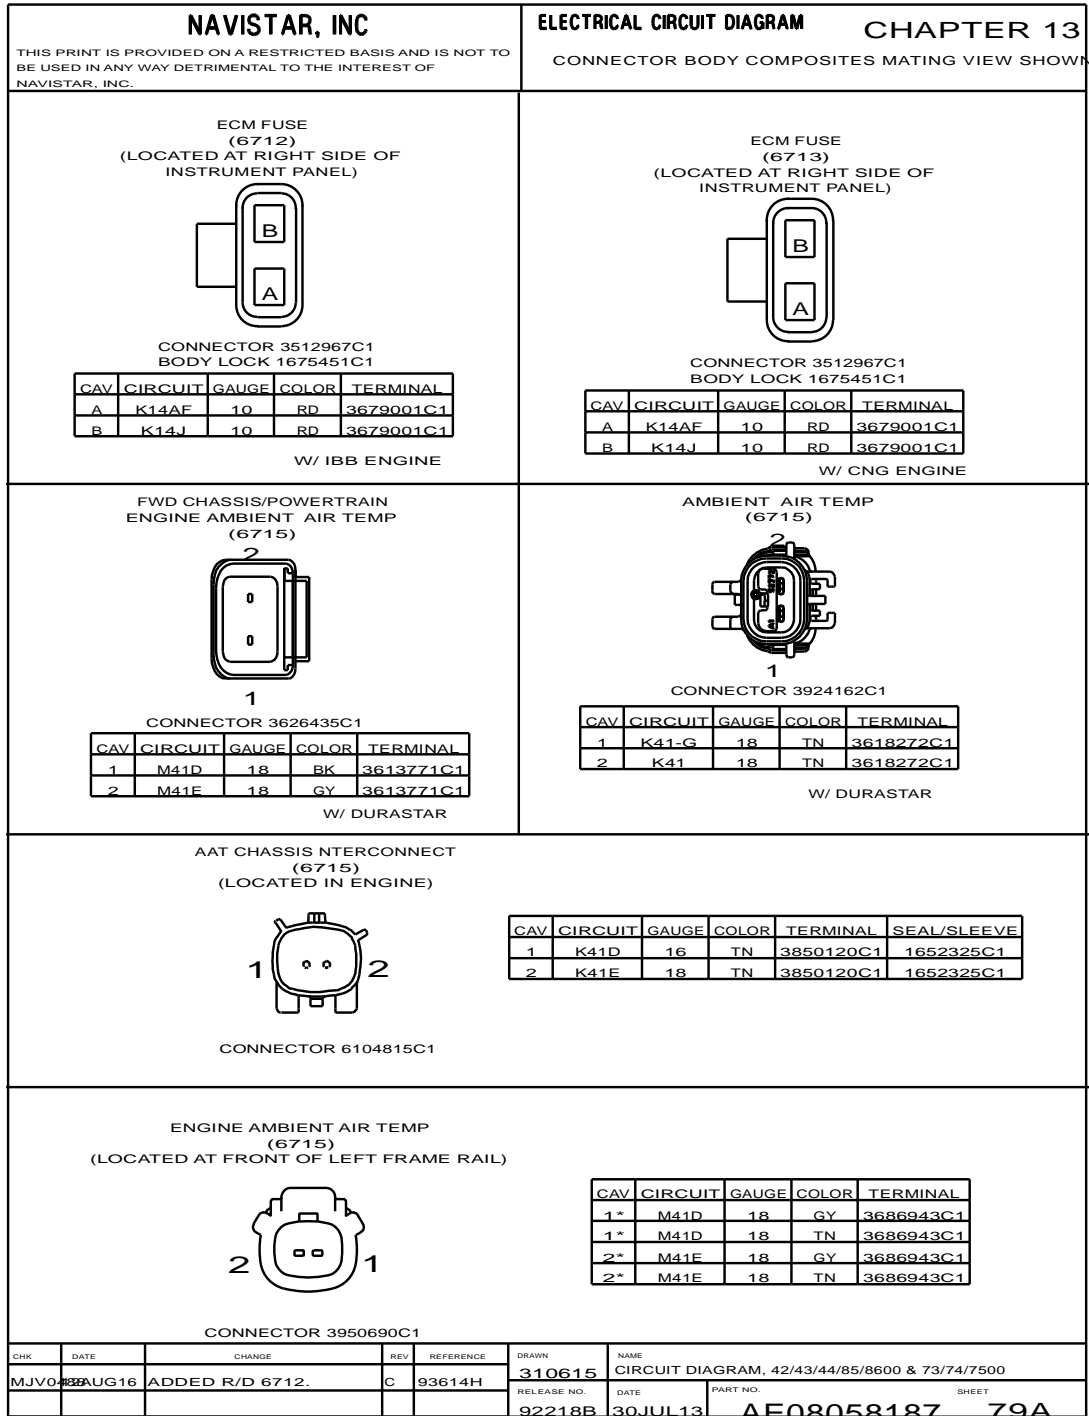 NAVISTAR, INC
THIS PRINT IS PROVIDED ON A RESTRICTED BASIS AND IS NOT TO
BE USED IN ANY WAY DETRIMENTAL TO THE INTEREST OF
NAVISTAR, INC.
ELECTRICAL CIRCUIT DIAGRAM CHAPTER 13
CONNECTOR BODY COMPOSITES MATING VIEW SHOWN
ECM FUSE
(6712)
(LOCATED AT RIGHT SIDE OF
INSTRUMENT PANEL)
B
A
CONNECTOR 3512967C1
BODY LOCK 1675451C1
CAV CIRCUIT GAUGE COLOR TERMINAL
A K14AF 10 RD 3679001C1
B K14J 10 RD 3679001C1
W/ IBB ENGINE
ECM FUSE
(6713)
(LOCATED AT RIGHT SIDE OF
INSTRUMENT PANEL)
B
A
CONNECTOR 3512967C1
BODY LOCK 1675451C1
CAV CIRCUIT GAUGE COLOR TERMINAL
A K14AF 10 RD 3679001C1
B K14J 10 RD 3679001C1
W/ CNG ENGINE
FWD CHASSIS/POWERTRAIN
ENGINE AMBIENT AIR TEMP
(6715)
2
1
CONNECTOR 3626435C1
CAV CIRCUIT GAUGE COLOR TERMINAL
1 M41D 18 BK 3613771C1
2 M41E 18 GY 3613771C1
W/ DURASTAR
AMBIENT AIR TEMP
(6715)
2
1
CONNECTOR 3924162C1
CAV CIRCUIT GAUGE COLOR TERMINAL
1 K41-G 18 TN 3618272C1
2 K41 18 TN 3618272C1
W/ DURASTAR
AAT CHASSIS NTERCONNECT
(6715)
(LOCATED IN ENGINE)
1 2
CONNECTOR 6104815C1
CAV CIRCUIT GAUGE COLOR TERMINAL SEAL/SLEEVE
1 K41D 16 TN 3850120C1 1652325C1
2 K41E 18 TN 3850120C1 1652325C1
ENGINE AMBIENT AIR TEMP
(6715)
(LOCATED AT FRONT OF LEFT FRAME RAIL)
2 1
CONNECTOR 3950690C1
CAV CIRCUIT GAUGE COLOR TERMINAL
1* M41D 18 GY 3686943C1
1* M41D 18 TN 3686943C1
2* M41E 18 GY 3686943C1
2* M41E 18 TN 3686943C1
CHK DATE CHANGE REV REFERENCE
ADDED R/D 6712. C 93614H
DRAWN
310615
NAME
CIRCUIT DIAGRAM, 42/43/44/85/8600 & 73/74/7500
RELEASE NO.
92218B
DATE
30JUL13
PART NO.
AE08058187
SHEET
79A